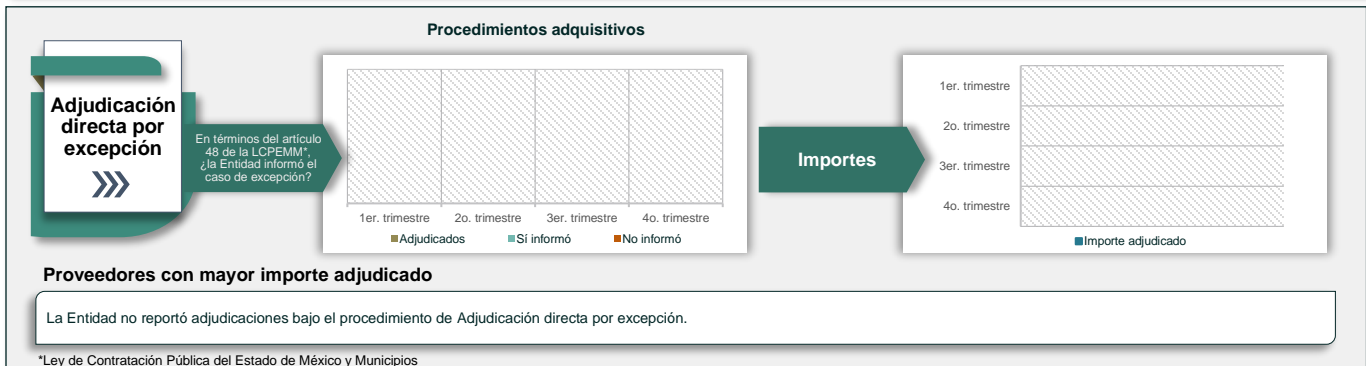 Procedimientos adquisitivos
Adjudicación
directa por
excepción
En términos del artículo
48 de la LCPEMM*,
¿la Entidad informó el
caso de excepción?
1er. trimestre 2o. trimestre 3er. trimestre 4o. trimestre
Adjudicados Sí informó No informó
Importes
1er. trimestre
2o. trimestre
3er. trimestre
4o. trimestre
Importe adjudicado
Proveedores con mayor importe adjudicado
La Entidad no reportó adjudicaciones bajo el procedimiento de Adjudicación directa por excepción.
*Ley de Contratación Pública del Estado de México y Municipios